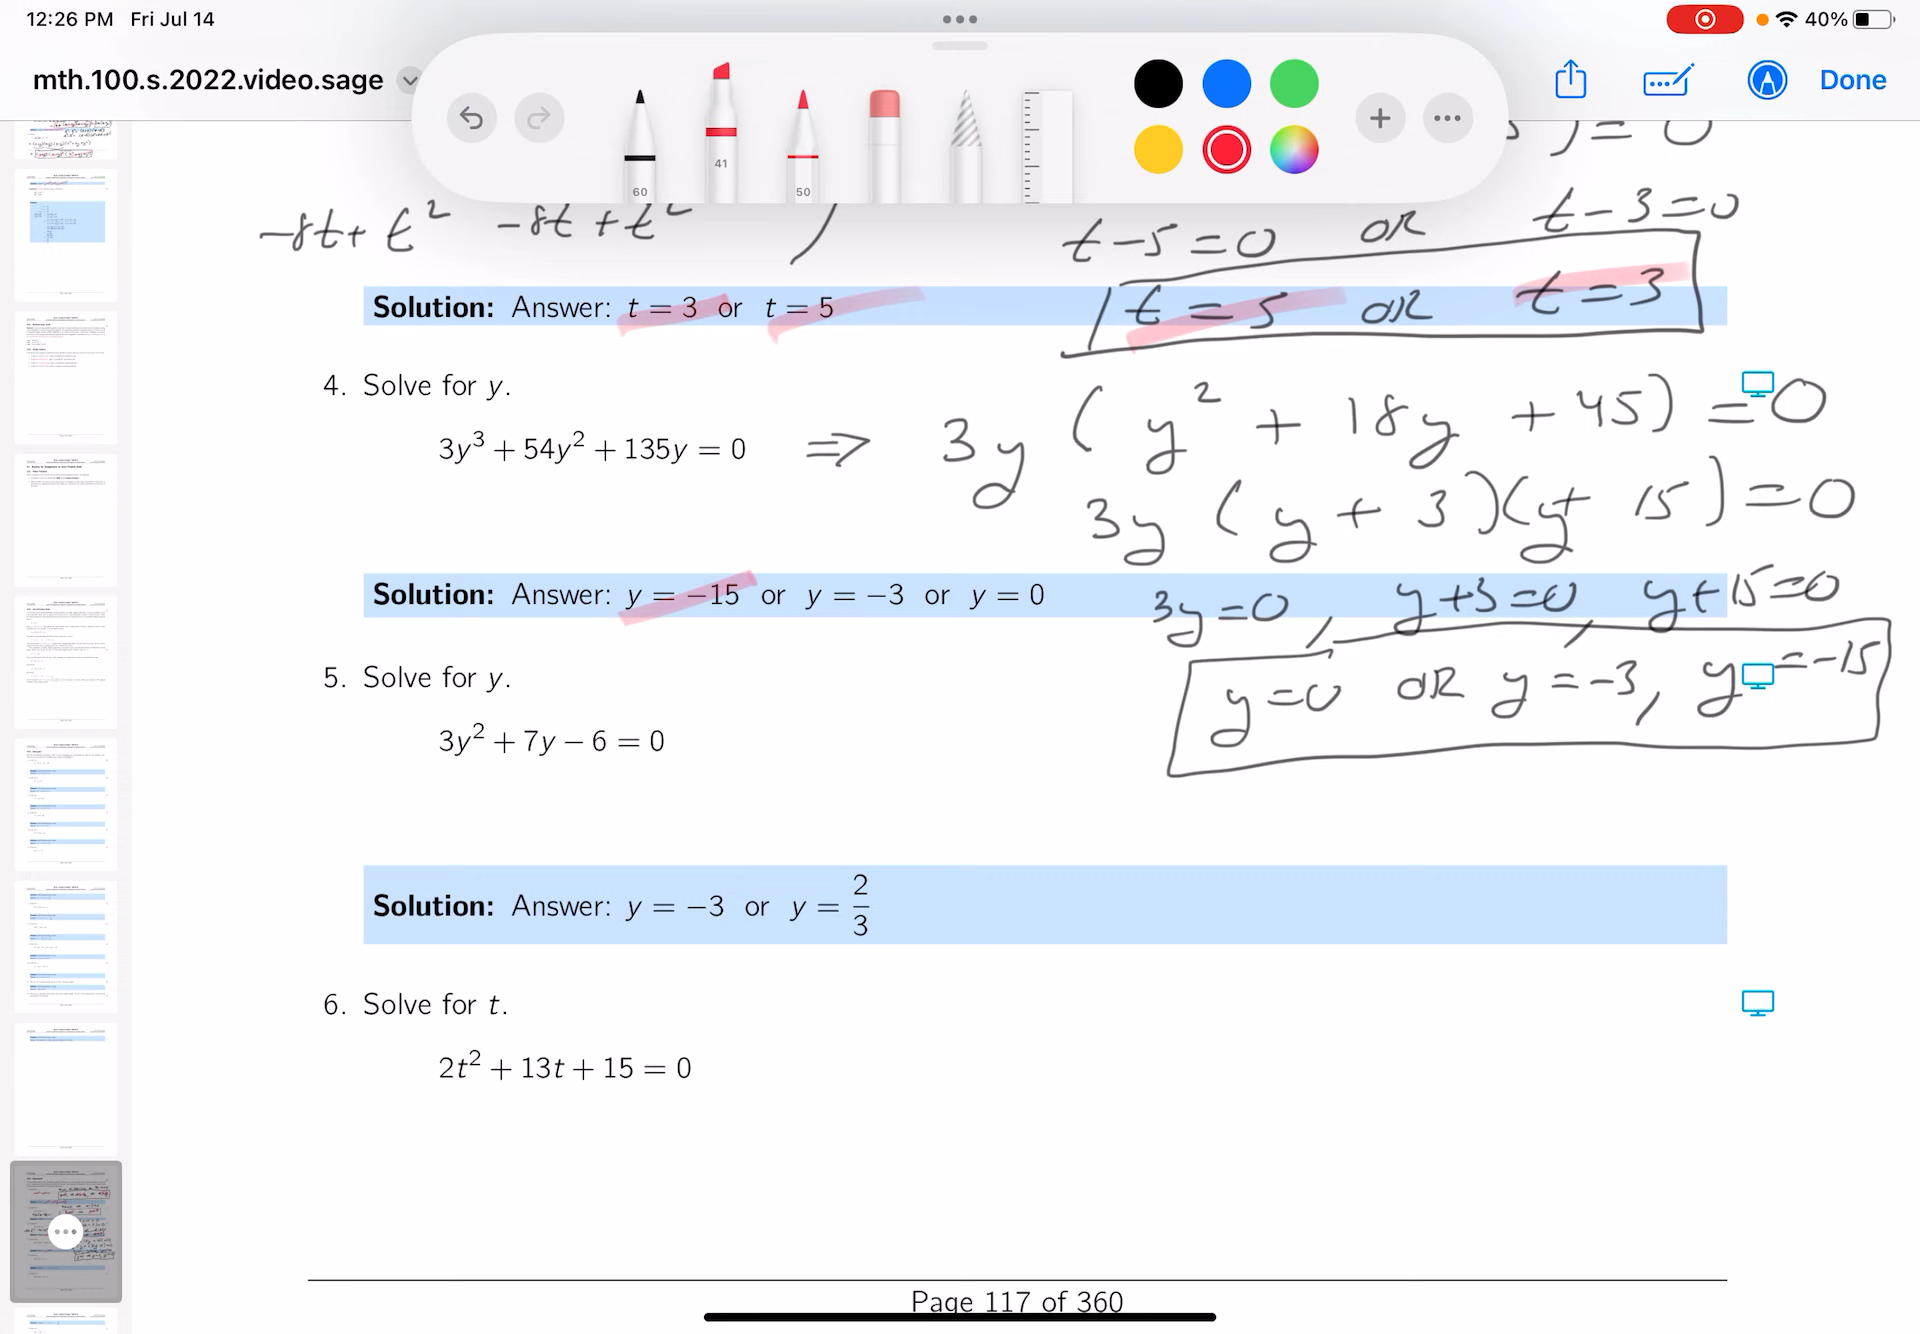 12:26 PM Fri Jul 14
40%
mth.100.s.2022.video.sage
60
41
50
Done
) = 0
-8t + t² -8t + t²
t - 5 = 0 OR t - 3 = 0
Solution: Answer: t = 3 or t = 5
t = 5 OR t = 3
4. Solve for y.
3y³ + 54y² + 135y = 0 ⇒ 3y ( y² + 18y + 45) = 0
3y ( y + 3 )(y + 15 ) = 0
Solution: Answer: y = −15 or y = −3 or y = 0
3y = 0 , y + 3 = 0, y + 15 = 0
y = 0 OR y = -3, y = -15
5. Solve for y.
3y² + 7y − 6 = 0
Solution: Answer: y = −3 or y = 2/3
6. Solve for t.
2t² + 13t + 15 = 0
Page 117 of 360